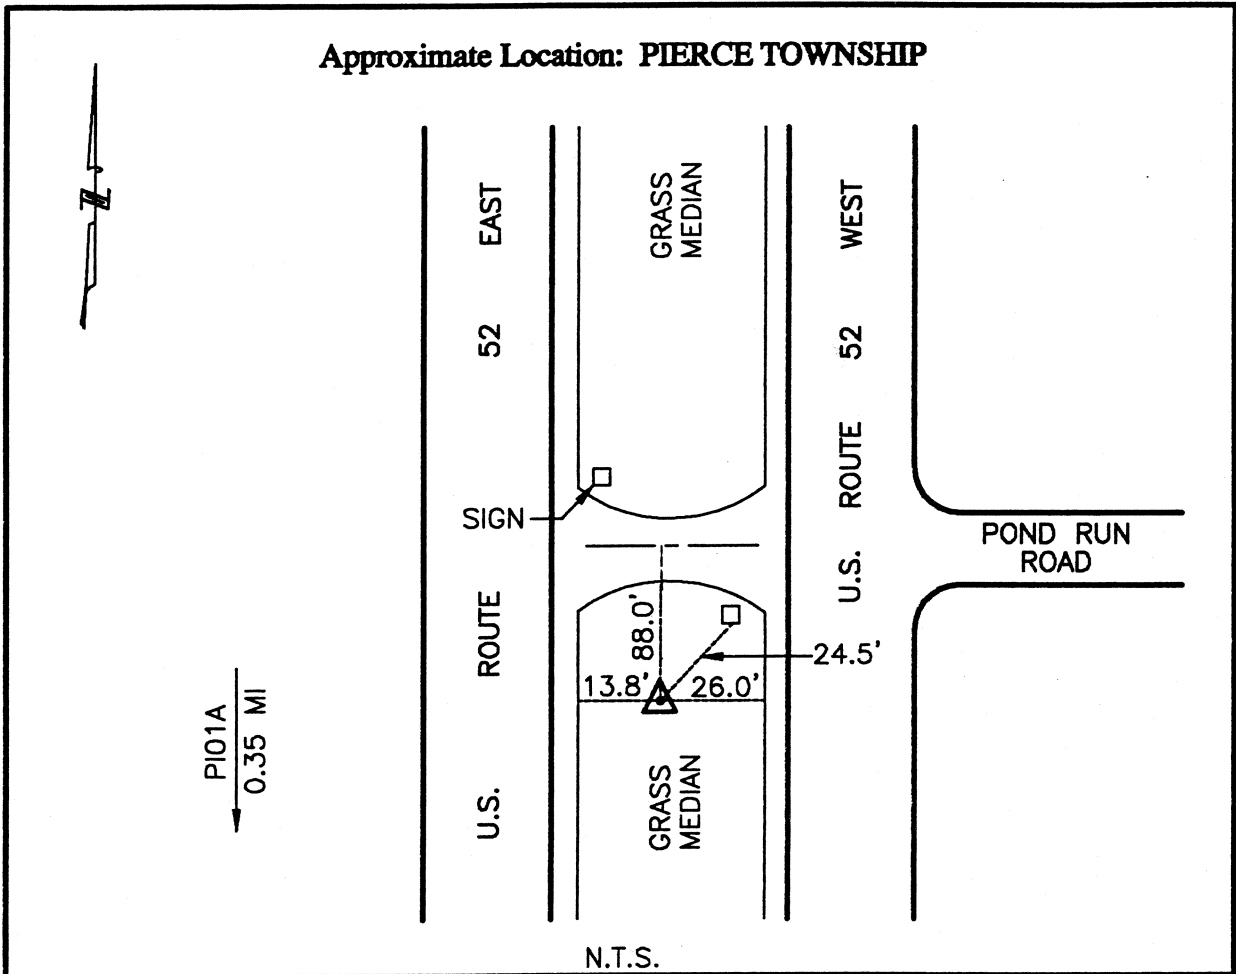 Approximate Location: PIERCE TOWNSHIP
N
U.S. ROUTE 52 EAST
GRASS
MEDIAN
U.S. ROUTE 52 WEST
SIGN
POND RUN
ROAD
88.0'
24.5'
13.8'
26.0'
PI01A
0.35 MI
GRASS
MEDIAN
N.T.S.